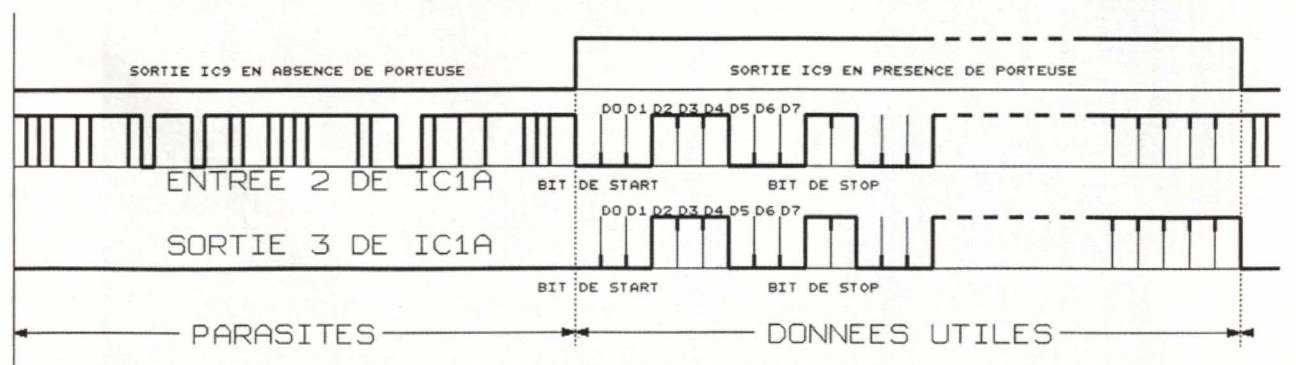 SORTIE IC9 EN ABSENCE DE PORTEUSE
SORTIE IC9 EN PRESENCE DE PORTEUSE
D0 D1 D2 D3 D4 D5 D6 D7
ENTREE 2 DE IC1A
BIT DE START
BIT DE STOP
D0 D1 D2 D3 D4 D5 D6 D7
SORTIE 3 DE IC1A
BIT DE START
BIT DE STOP
PARASITES
DONNEES UTILES